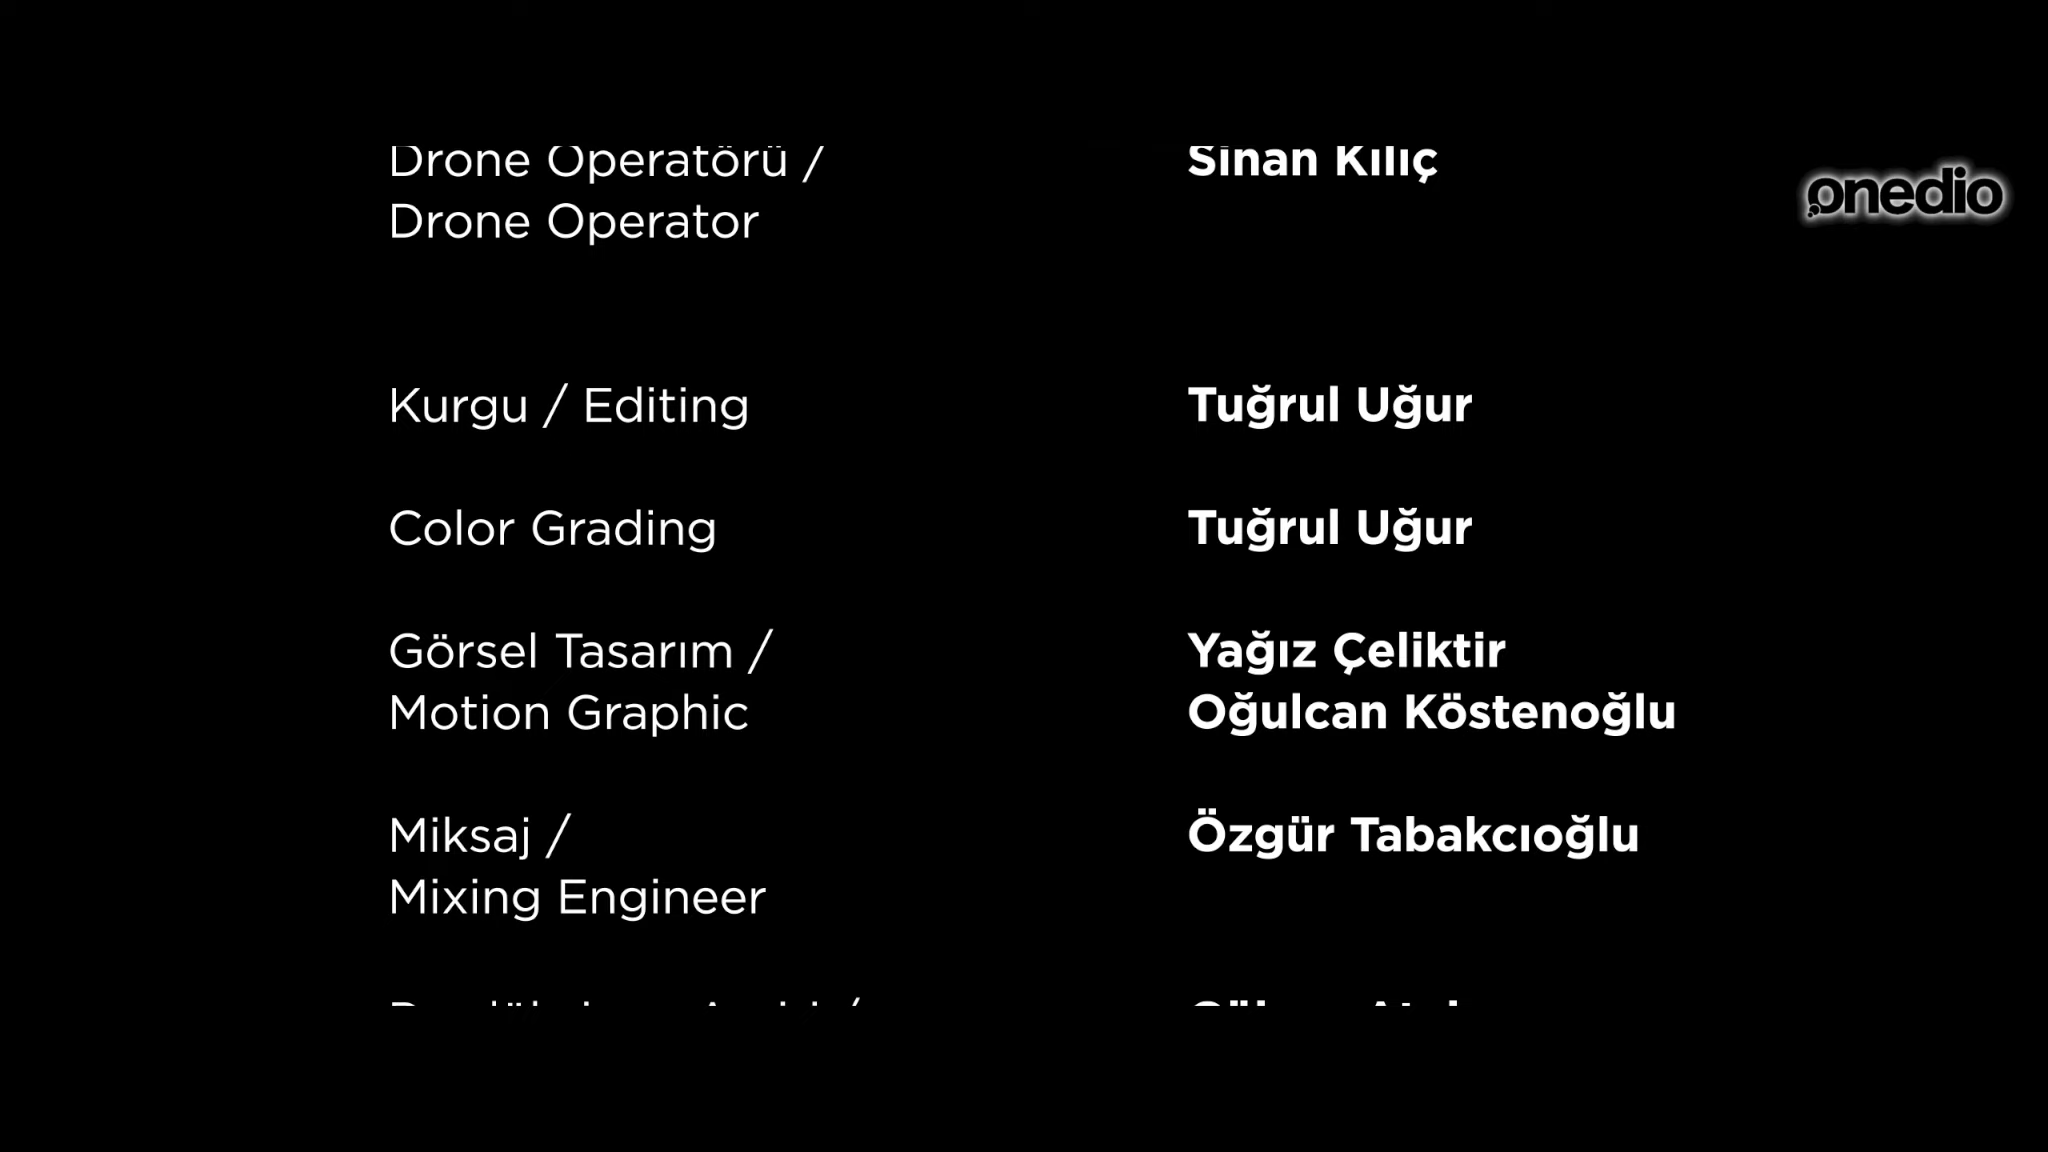 Drone Operatörü / Sinan Kılıç
Drone Operator
onedio
Kurgu / Editing Tuğrul Uğur
Color Grading Tuğrul Uğur
Görsel Tasarım / Yağız Çeliktir
Motion Graphic Oğulcan Köstenoğlu
Miksaj / Özgür Tabakcıoğlu
Mixing Engineer